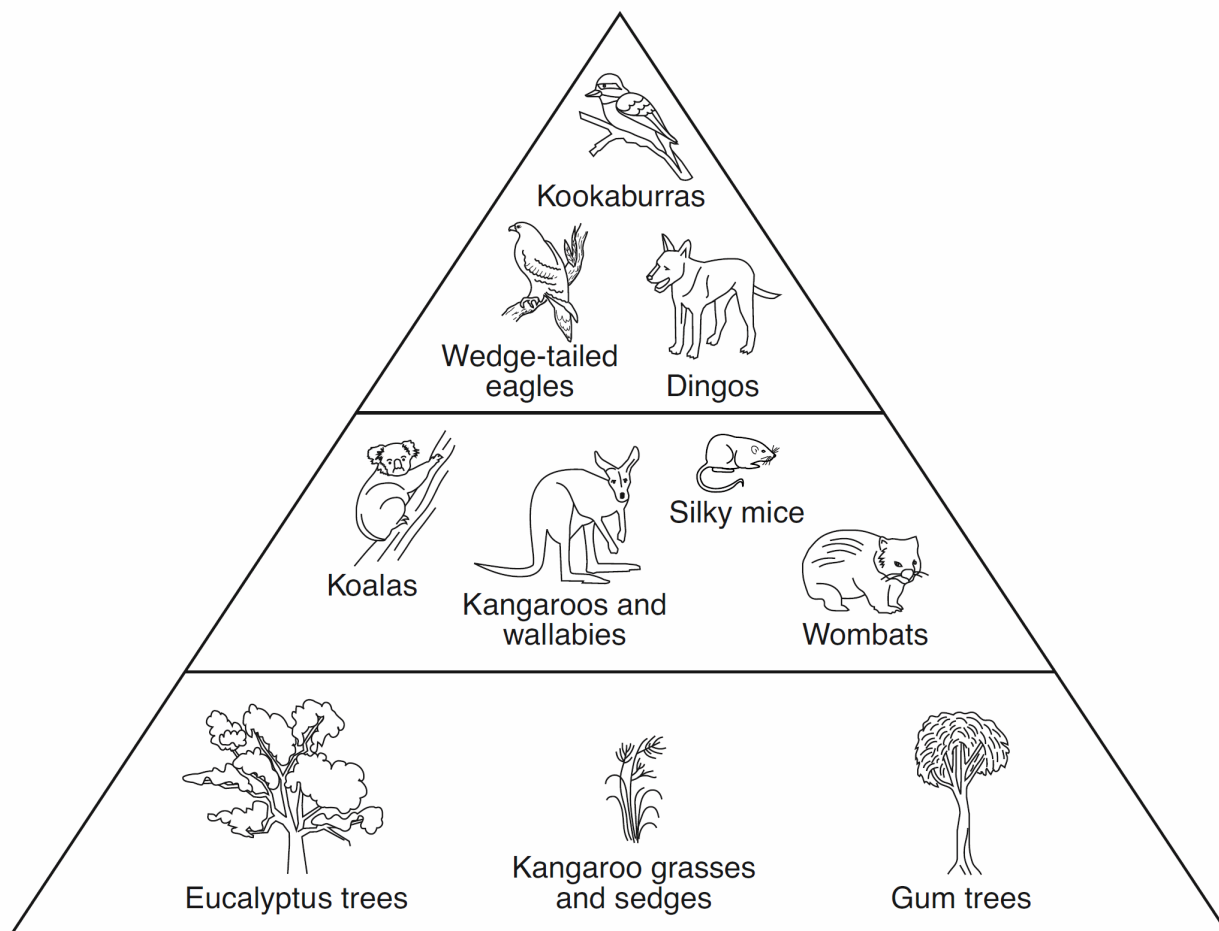 Kookaburras
Wedge-tailed
eagles
Dingos
Koalas
Kangaroos and
wallabies
Silky mice
Wombats
Eucalyptus trees
Kangaroo grasses
and sedges
Gum trees